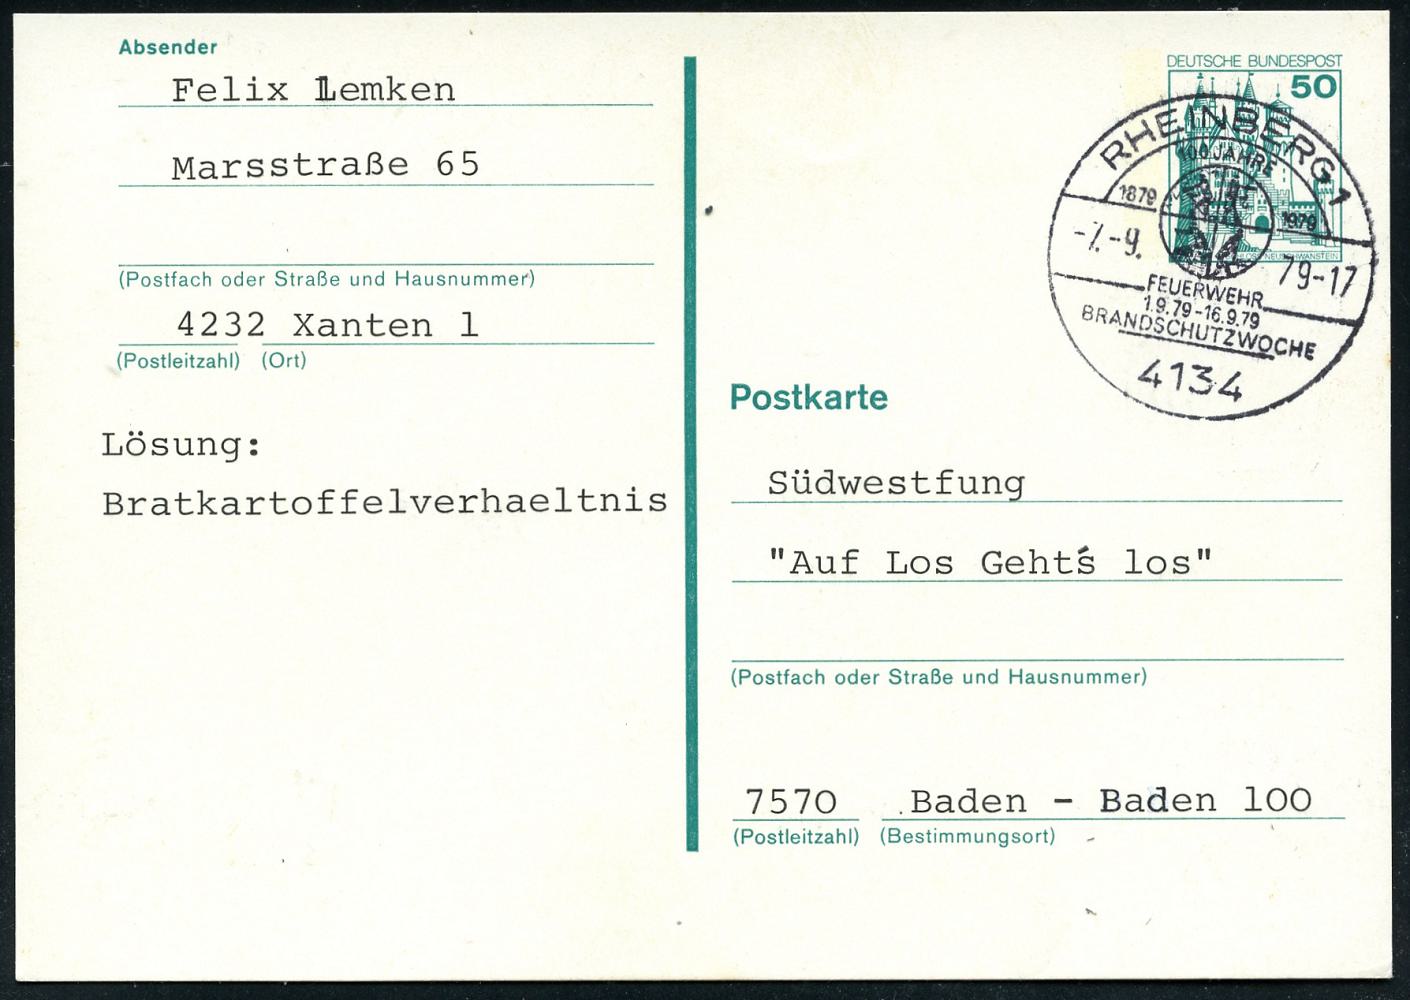 Absender
Felix Lemken
Marsstraße 65
(Postfach oder Straße und Hausnummer)
4232 Xanten 1
(Postleitzahl) (Ort)
Lösung:
Bratkartoffelverhaeltnis
DEUTSCHE BUNDESPOST
50
RHEINBERG 1
100 JAHRE
1879 1979
-7.-9. 79-17
FEUERWEHR
1.9.79-16.9.79
BRANDSCHUTZWOCHE
4134
Postkarte
Südwestfung
"Auf Los Geht´s los"
(Postfach oder Straße und Hausnummer)
7570 Baden - Baden 100
(Postleitzahl) (Bestimmungsort)